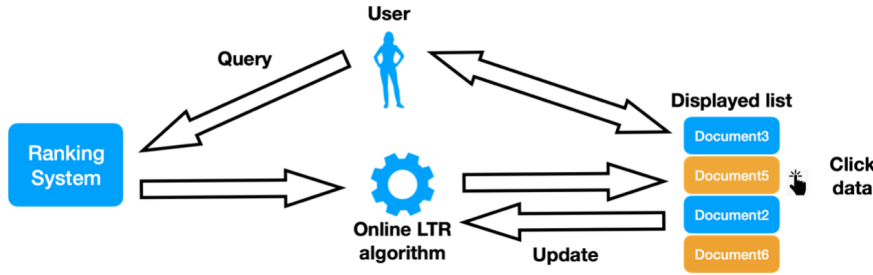 User
Query
Displayed list
Document3
Ranking
System
Document5
Click
data
Document2
Online LTR
algorithm
Update
Document6